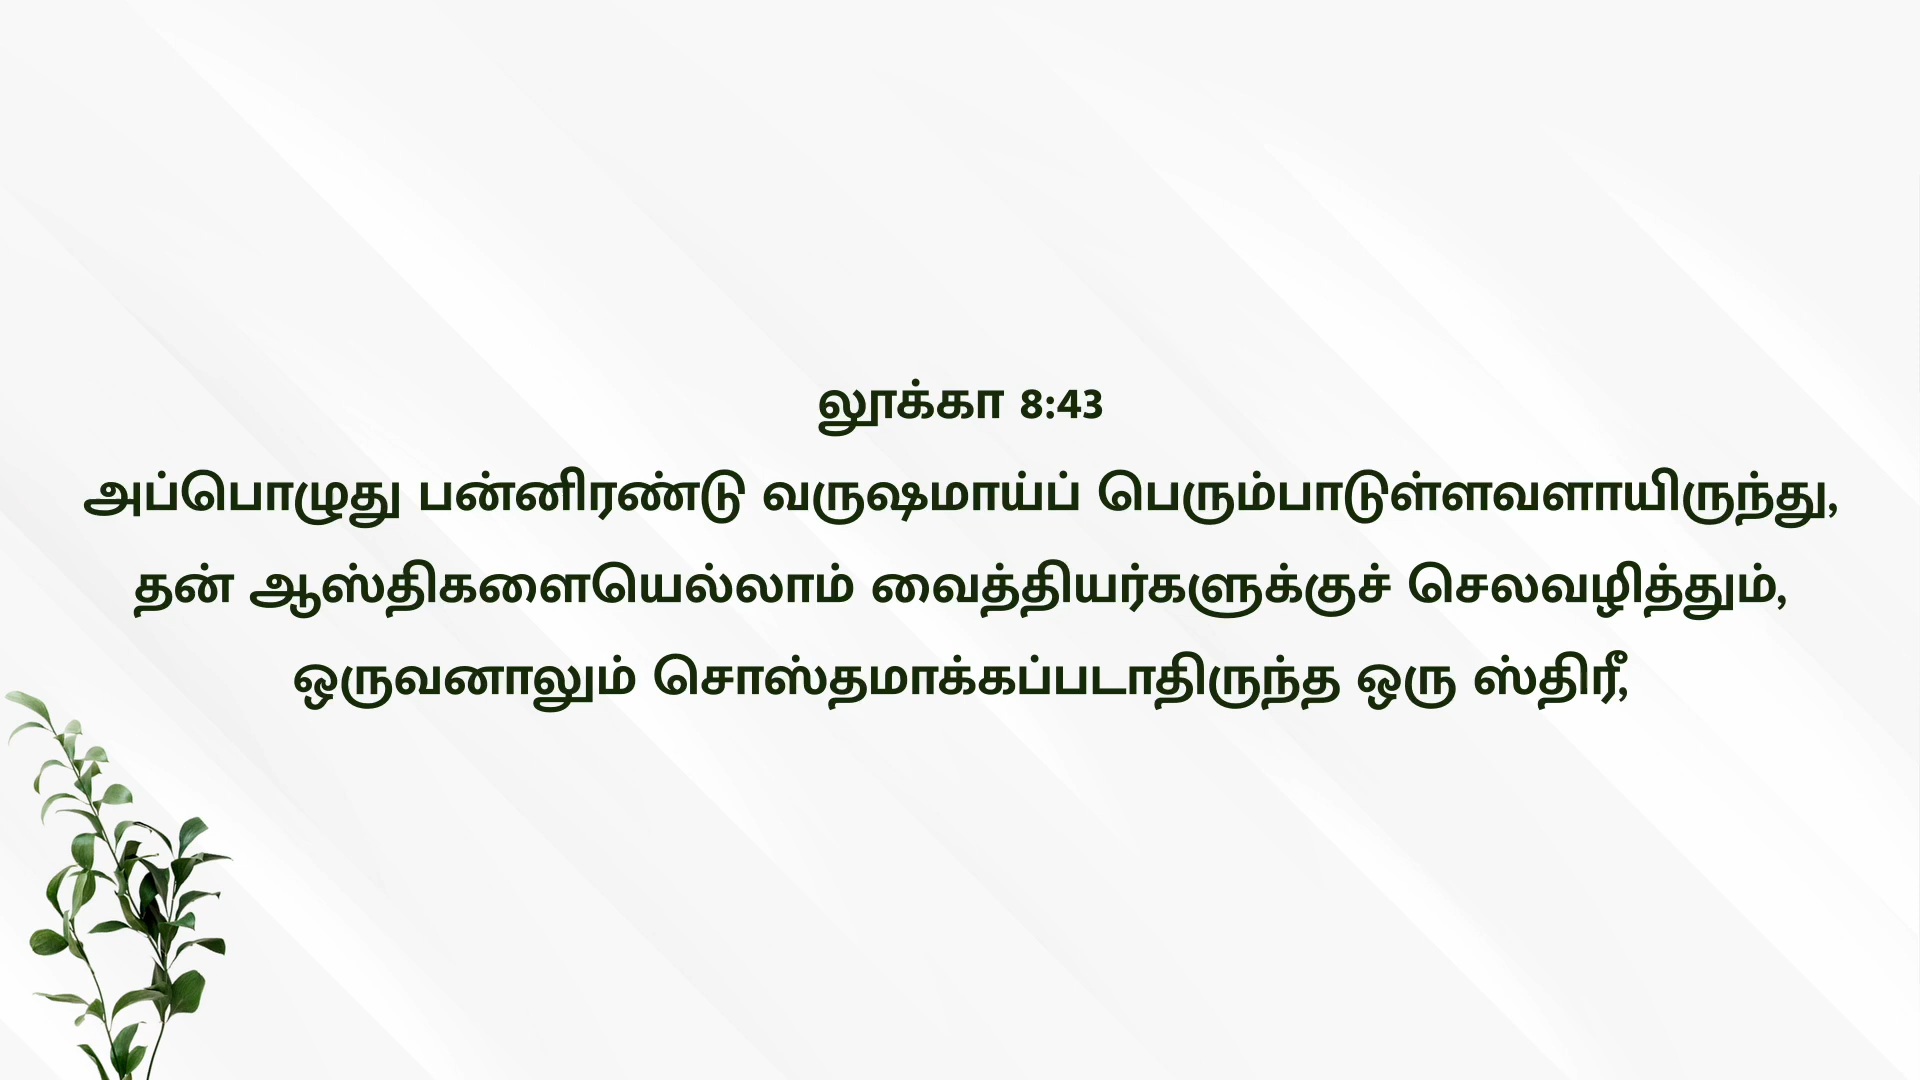 லூக்கா 8:43
அப்பொழுது பன்னிரண்டு வருஷமாய்ப் பெரும்பாடுள்ளவளாயிருந்து,
தன் ஆஸ்திகளையெல்லாம் வைத்தியர்களுக்குச் செலவழித்தும்,
ஒருவனாலும் சொஸ்தமாக்கப்படாதிருந்த ஒரு ஸ்திரீ,